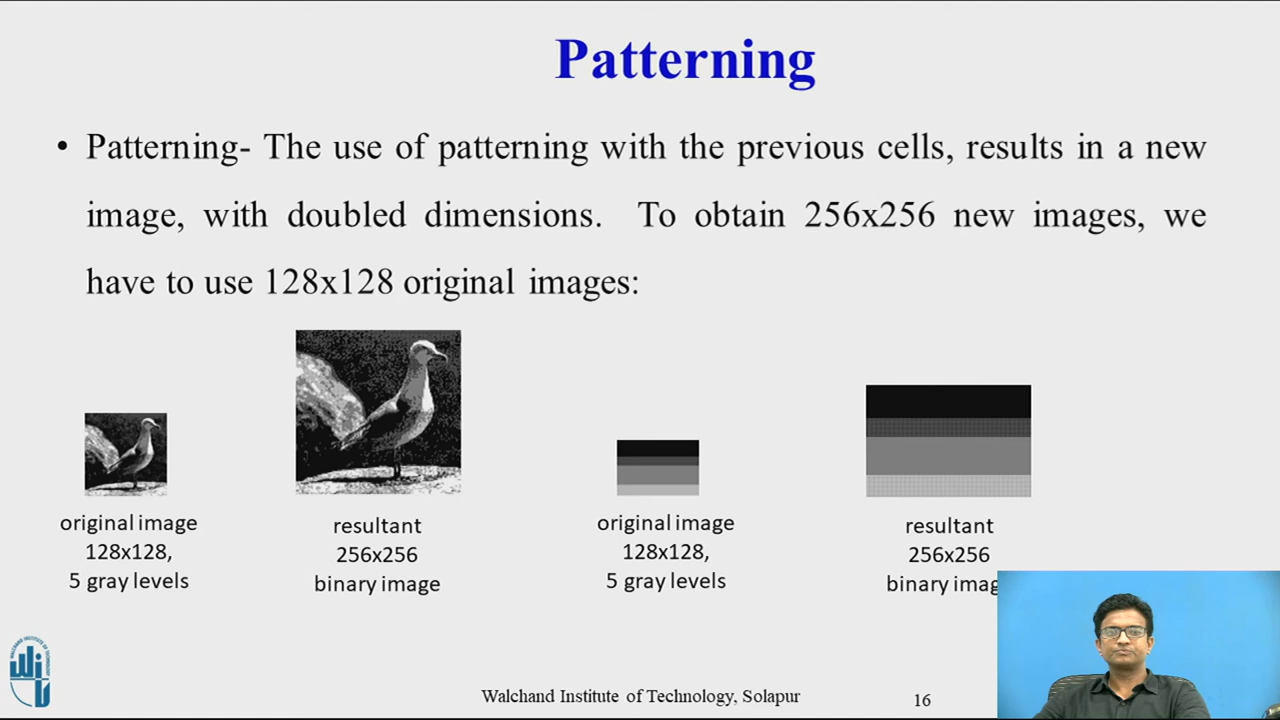 Patterning
• Patterning- The use of patterning with the previous cells, results in a new
image, with doubled dimensions. To obtain 256x256 new images, we
have to use 128x128 original images:
original image
128x128,
5 gray levels
resultant
256x256
binary image
original image
128x128,
5 gray levels
resultant
256x256
binary imag
Walchand Institute of Technology, Solapur
16